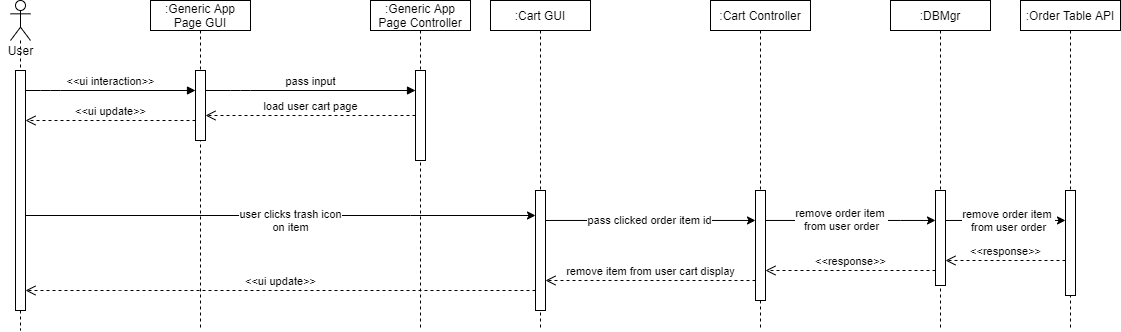 :Generic App
Page GUI
:Generic App
Page Controller
:Cart GUI
:Cart Controller
:DBMgr
:Order Table API
User
<<ui interaction>>
pass input
<<ui update>>
load user cart page
user clicks trash icon
on item
pass clicked order item id
remove order item
from user order
remove order item
from user order
<<response>>
<<response>>
remove item from user cart display
<<ui update>>